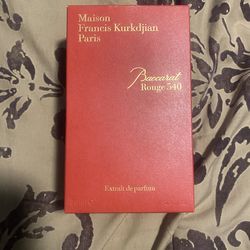 Maison
Francis Kurkdjian
Paris
Baccarat
Rouge 540
Extrait de parfum